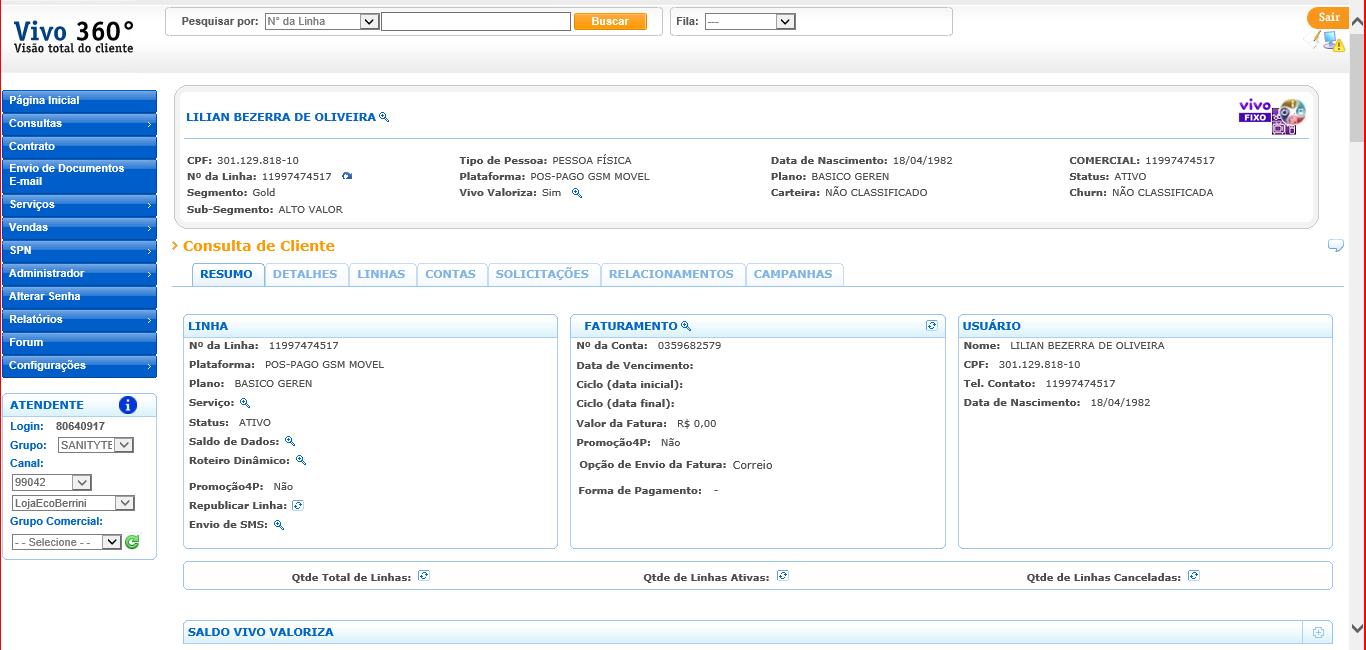 Vivo 360°
Visão total do cliente
Pesquisar por: N° da Linha Buscar Fila: ---
Sair
Página Inicial
Consultas
Contrato
Envio de Documentos
E-mail
Serviços
Vendas
SPN
Administrador
Alterar Senha
Relatórios
Forum
Configurações
ATENDENTE
Login: 80640917
Grupo: SANITYTE
Canal:
99042
LojaEcoBerrini
Grupo Comercial:
- - Selecione - -
LILIAN BEZERRA DE OLIVEIRA
vivo
FIXO
CPF: 301.129.818-10 Tipo de Pessoa: PESSOA FÍSICA Data de Nascimento: 18/04/1982 COMERCIAL: 11997474517
Nº da Linha: 11997474517 Plataforma: POS-PAGO GSM MOVEL Plano: BASICO GEREN Status: ATIVO
Segmento: Gold Vivo Valoriza: Sim Carteira: NÃO CLASSIFICADO Churn: NÃO CLASSIFICADA
Sub-Segmento: ALTO VALOR
Consulta de Cliente
RESUMO DETALHES LINHAS CONTAS SOLICITAÇÕES RELACIONAMENTOS CAMPANHAS
LINHA
Nº da Linha: 11997474517
Plataforma: POS-PAGO GSM MOVEL
Plano: BASICO GEREN
Serviço:
Status: ATIVO
Saldo de Dados:
Roteiro Dinâmico:
Promoção4P: Não
Republicar Linha:
Envio de SMS:
FATURAMENTO
Nº da Conta: 0359682579
Data de Vencimento:
Ciclo (data inicial):
Ciclo (data final):
Valor da Fatura: R$ 0,00
Promoção4P: Não
Opção de Envio da Fatura: Correio
Forma de Pagamento: -
USUÁRIO
Nome: LILIAN BEZERRA DE OLIVEIRA
CPF: 301.129.818-10
Tel. Contato: 11997474517
Data de Nascimento: 18/04/1982
Qtde Total de Linhas: Qtde de Linhas Ativas: Qtde de Linhas Canceladas:
SALDO VIVO VALORIZA